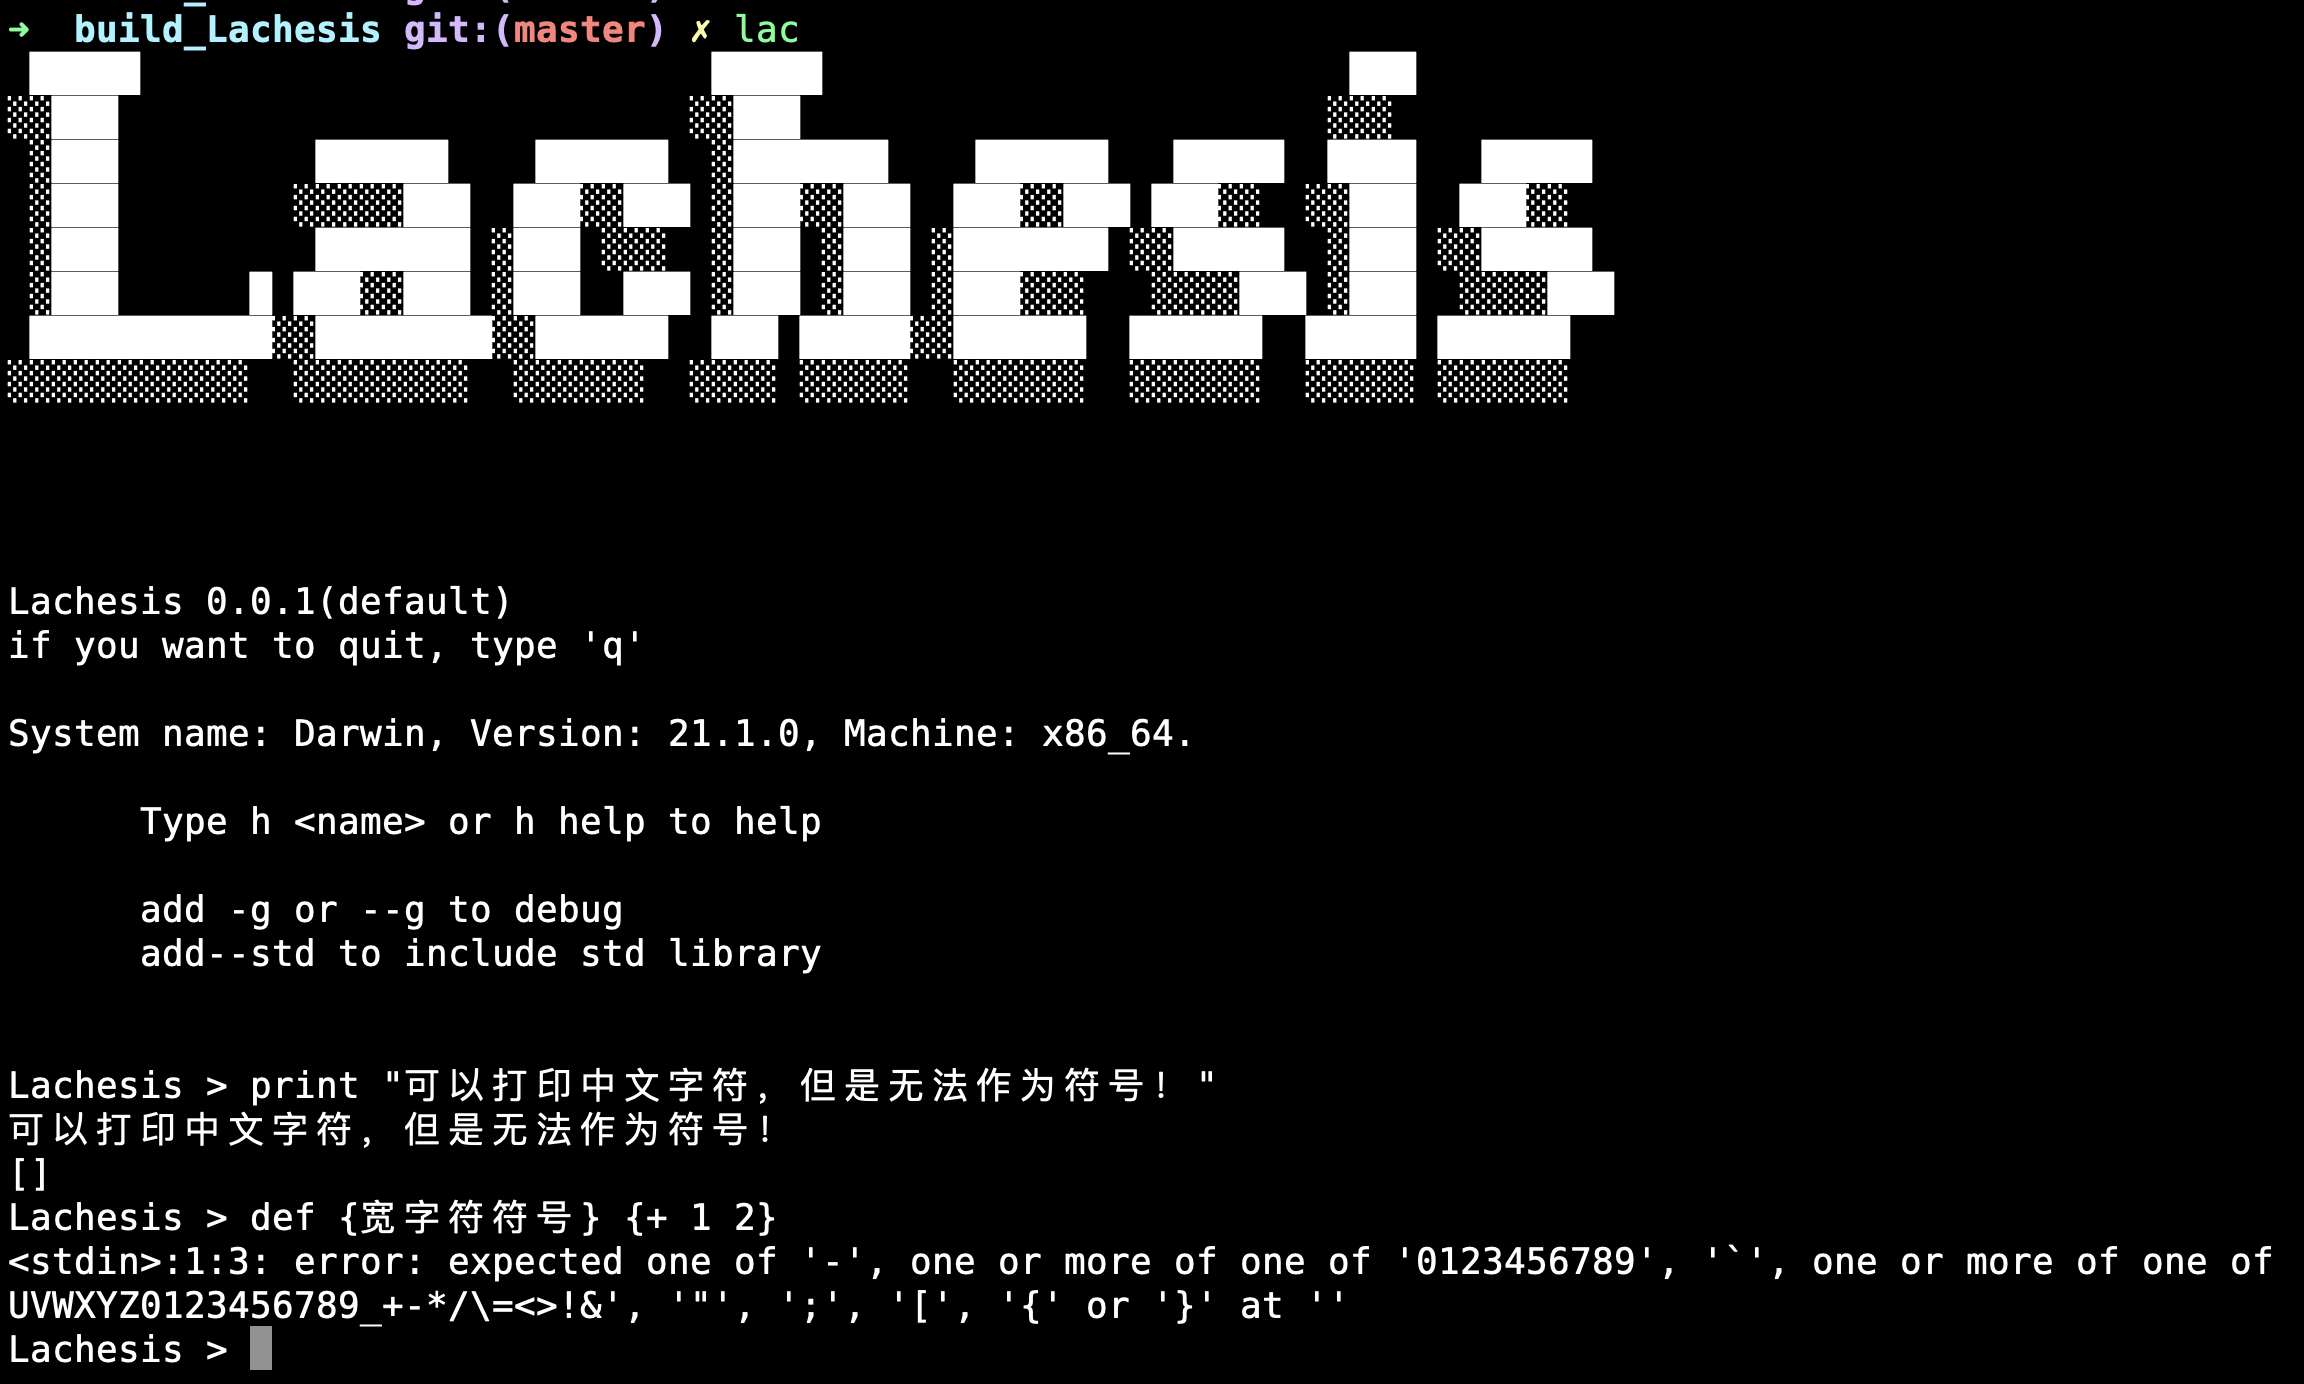 ➜  build_Lachesis git:(master) ✗ lac
Lachesis
Lachesis 0.0.1(default)
if you want to quit, type 'q'
System name: Darwin, Version: 21.1.0, Machine: x86_64.
Type h <name> or h help to help
add -g or --g to debug
add--std to include std library
Lachesis > print "可以打印中文字符，但是无法作为符号！"
可以打印中文字符，但是无法作为符号！
[]
Lachesis > def {宽字符符号} {+ 1 2}
<stdin>:1:3: error: expected one of '-', one or more of one of '0123456789', '`', one or more of one of
UVWXYZ0123456789_+-*/\=<>!&', '"', ';', '[', '{' or '}' at ''
Lachesis >